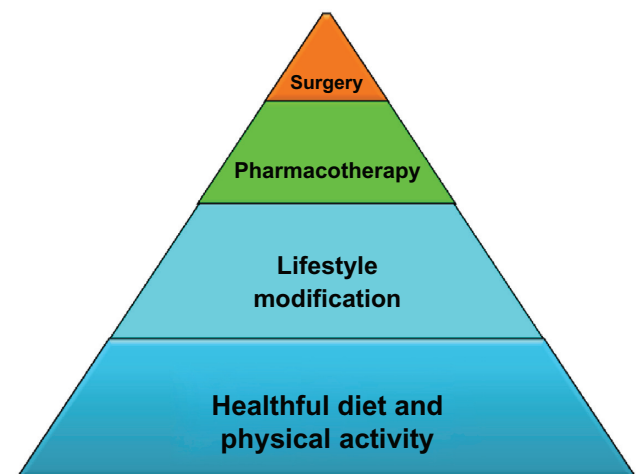 Surgery
Pharmacotherapy
Lifestyle
modification
Healthful diet and
physical activity